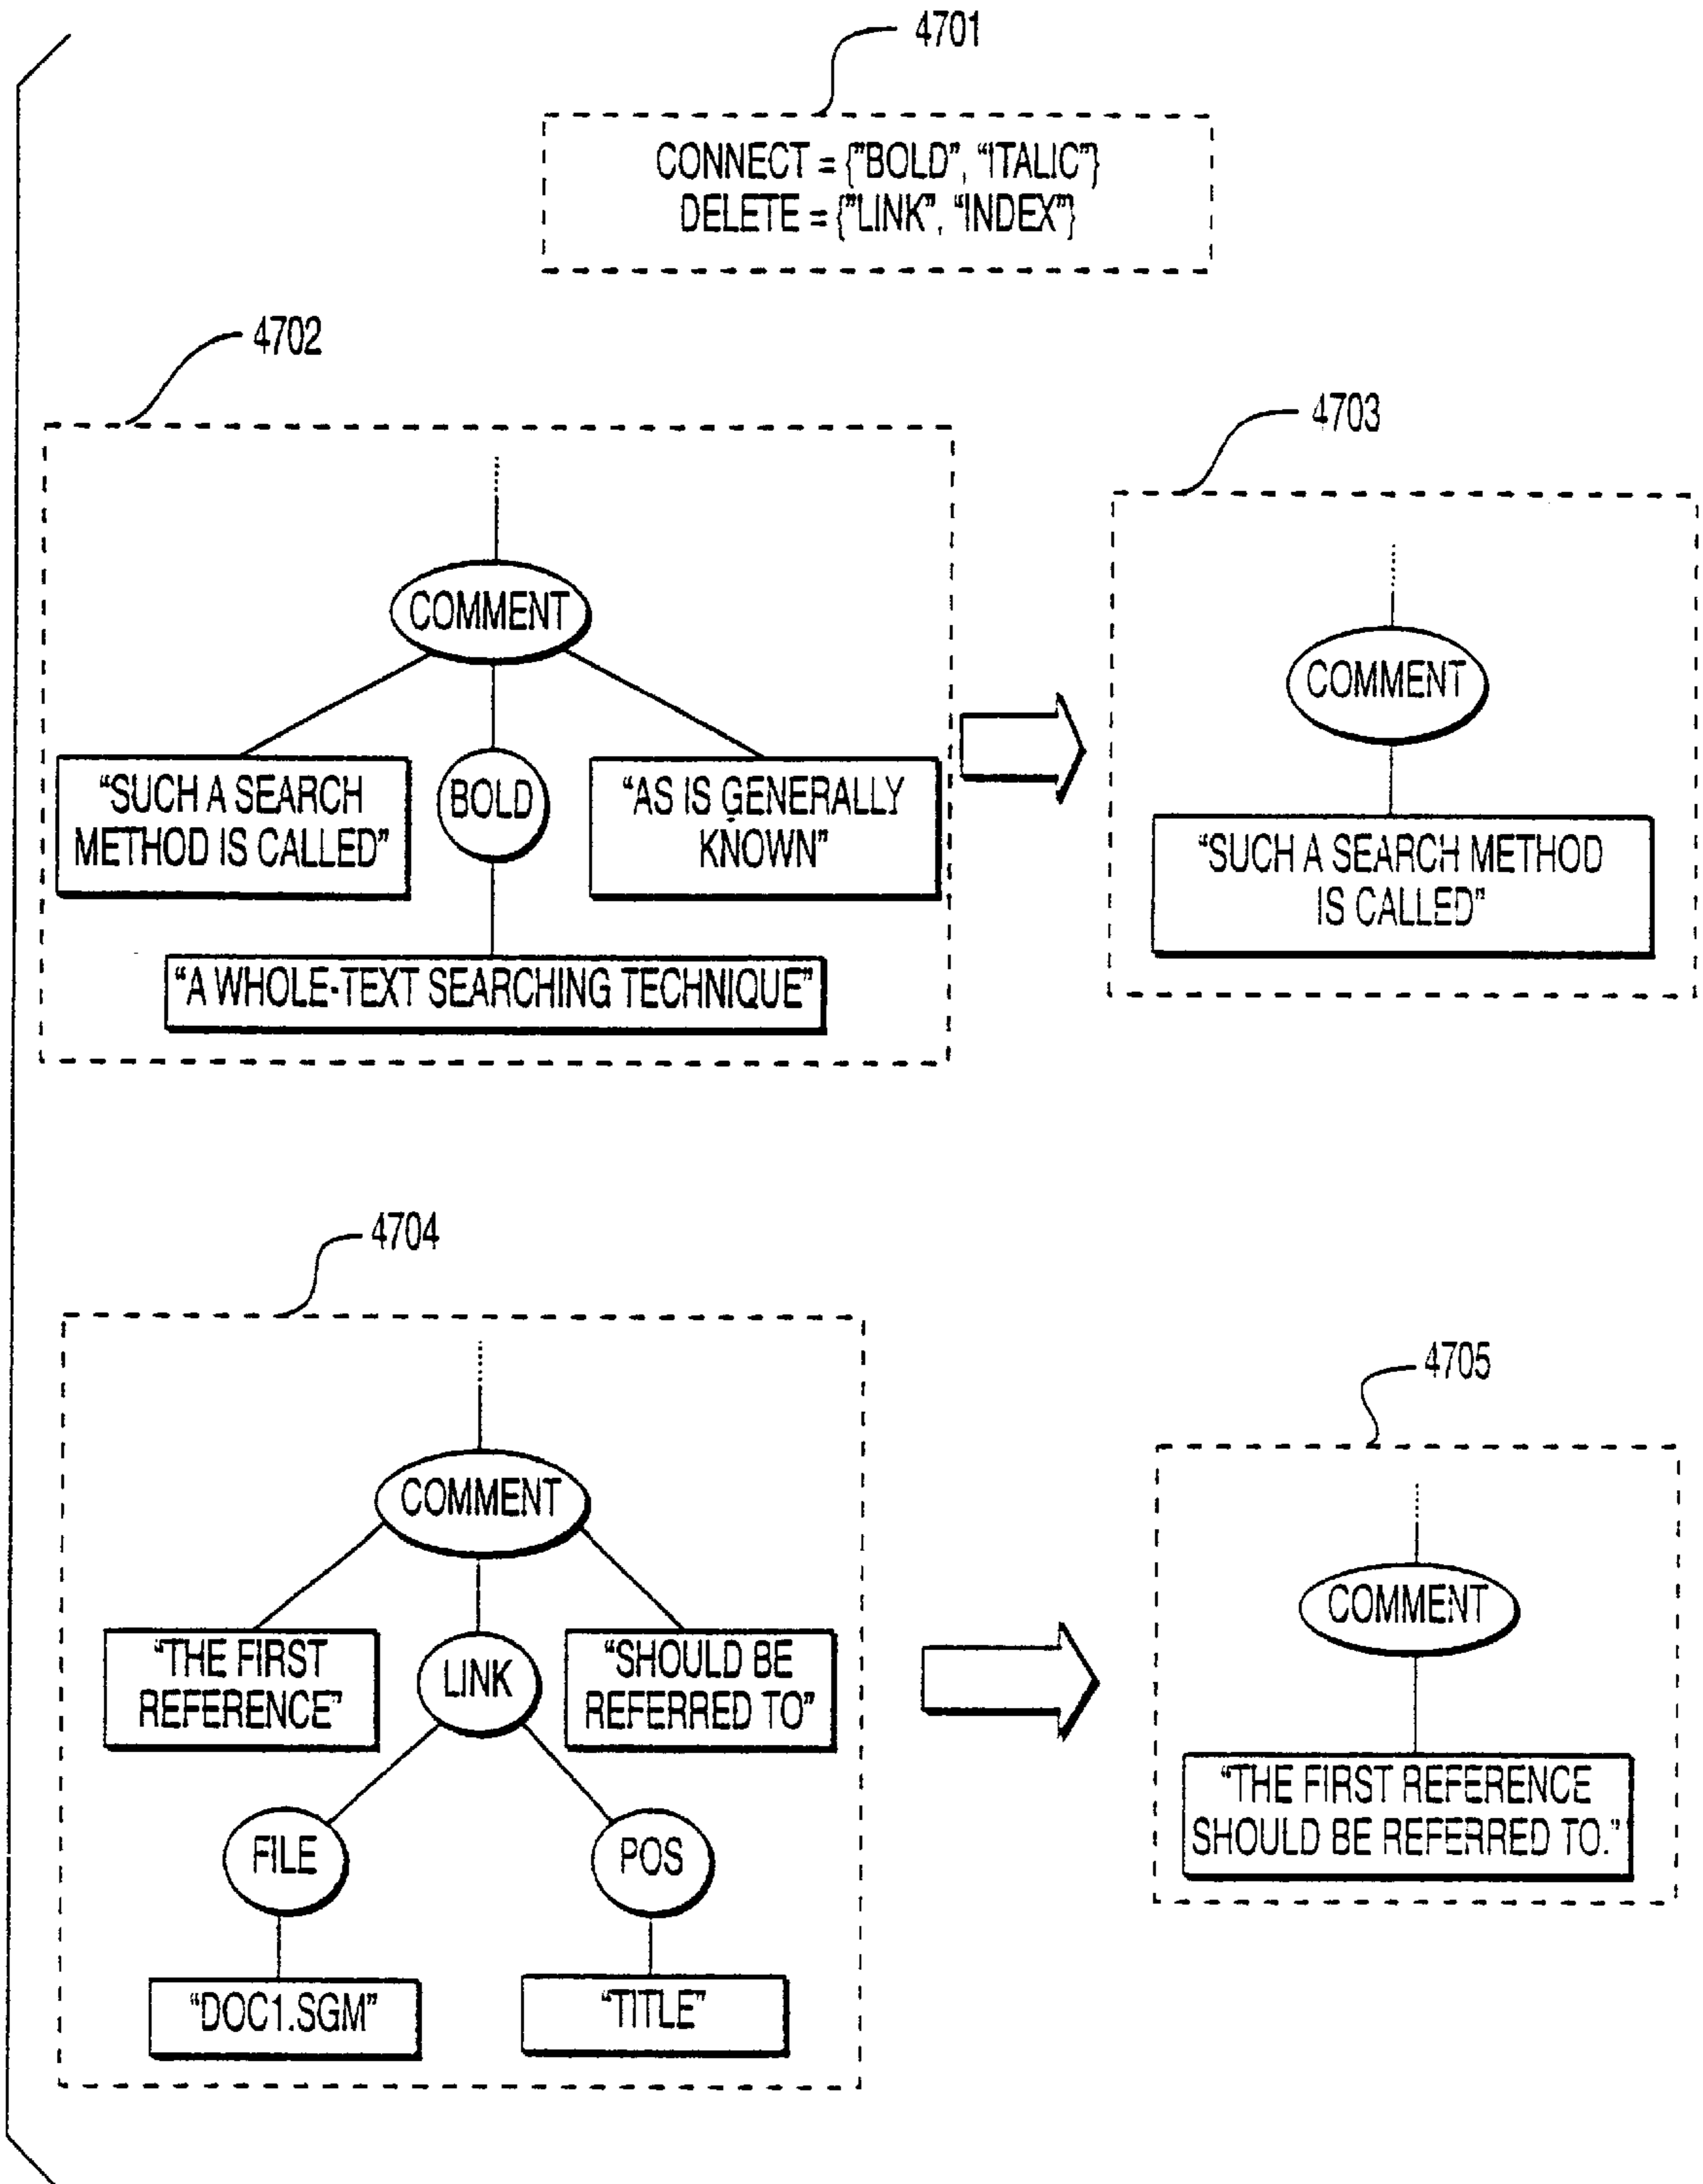 4701
CONNECT = {"BOLD", "ITALIC"}
DELETE = {"LINK", "INDEX"}
4702
4703
COMMENT
COMMENT
"SUCH A SEARCH
METHOD IS CALLED"
BOLD
"AS IS GENERALLY
KNOWN"
"SUCH A SEARCH METHOD
IS CALLED"
"A WHOLE-TEXT SEARCHING TECHNIQUE"
4704
4705
COMMENT
COMMENT
"THE FIRST
REFERENCE"
LINK
"SHOULD BE
REFERRED TO"
"THE FIRST REFERENCE
SHOULD BE REFERRED TO."
FILE
POS
"DOC1.SGM"
"TITLE"